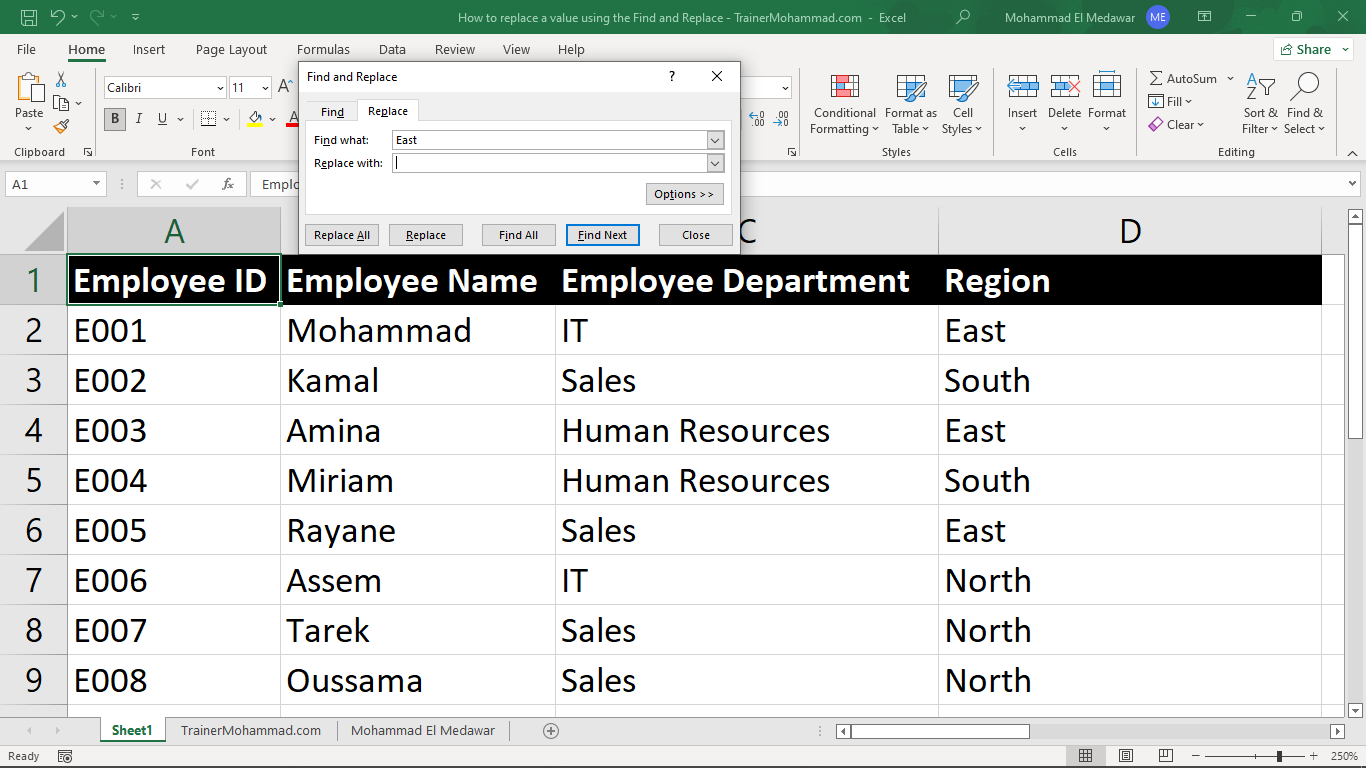 How to replace a value using the Find and Replace - TrainerMohammad.com - Excel
Mohammad El Medawar ME
File Home Insert Page Layout Formulas Data Review View Help Share
Paste
Clipboard
Calibri 11 A
B I U A
Font
Conditional Formatting
Format as Table
Cell Styles
Styles
Insert Delete Format
Cells
AutoSum
Fill
Clear
Sort & Filter
Find & Select
Editing
Find and Replace ?
Find Replace
Find what: East
Replace with:
Options >>
Replace All Replace Find All Find Next Close
A1 fx Emplo
A C D
1 Employee ID Employee Name Employee Department Region
2 E001 Mohammad IT East
3 E002 Kamal Sales South
4 E003 Amina Human Resources East
5 E004 Miriam Human Resources South
6 E005 Rayane Sales East
7 E006 Assem IT North
8 E007 Tarek Sales North
9 E008 Oussama Sales North
Sheet1 TrainerMohammad.com Mohammad El Medawar
Ready 250%